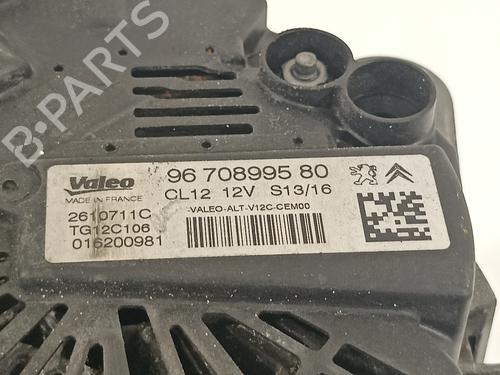 B-PARTS
Valeo
MADE IN FRANCE
96 708995 80
CL12 12V S13/16
-VALEO-ALT-V12C-CEM00
2610711C
TG12C106
016200981